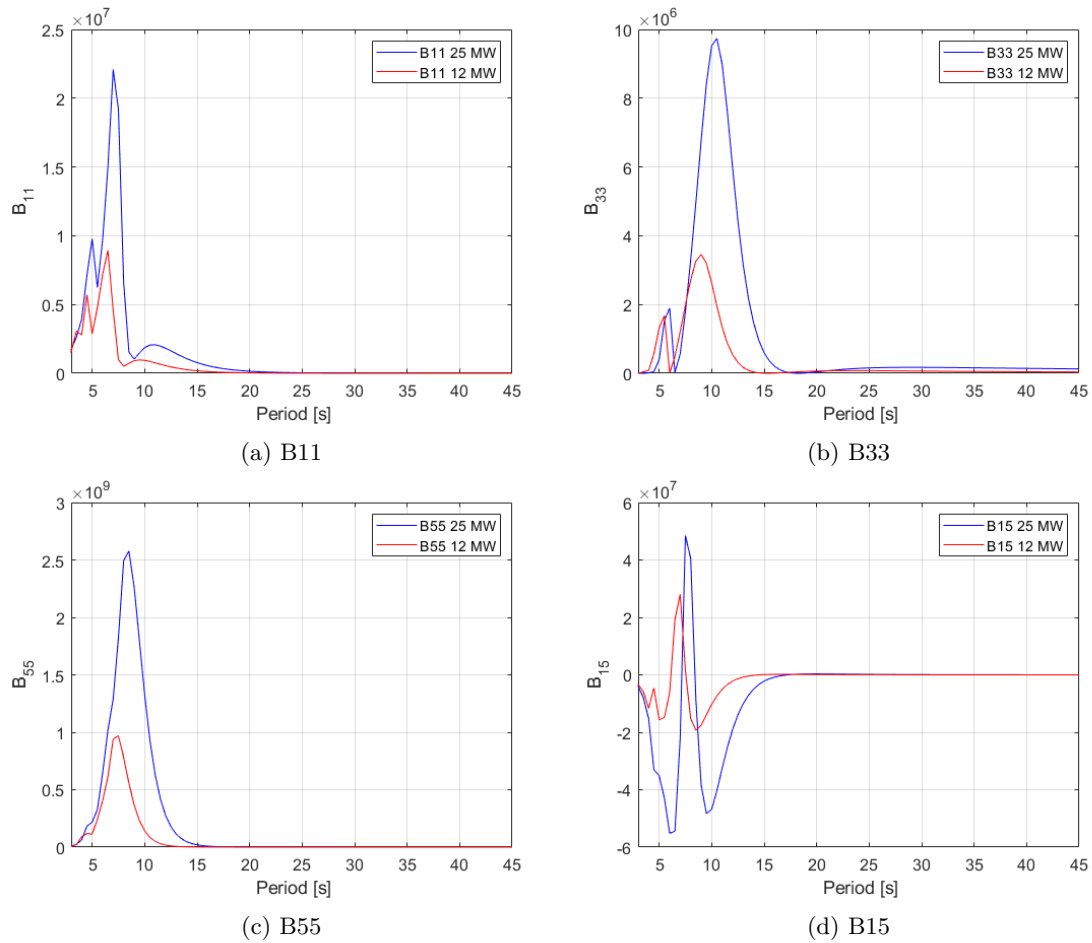 ×10^7
2.5
2
1.5
1
0.5
0
B_11
B11 25 MW
B11 12 MW
5 10 15 20 25 30 35 40 45
Period [s]
(a) B11
×10^6
10
8
6
4
2
0
B_33
B33 25 MW
B33 12 MW
5 10 15 20 25 30 35 40 45
Period [s]
(b) B33
×10^9
3
2.5
2
1.5
1
0.5
0
B_55
B55 25 MW
B55 12 MW
5 10 15 20 25 30 35 40 45
Period [s]
(c) B55
×10^7
6
4
2
0
-2
-4
-6
B_15
B15 25 MW
B15 12 MW
5 10 15 20 25 30 35 40 45
Period [s]
(d) B15